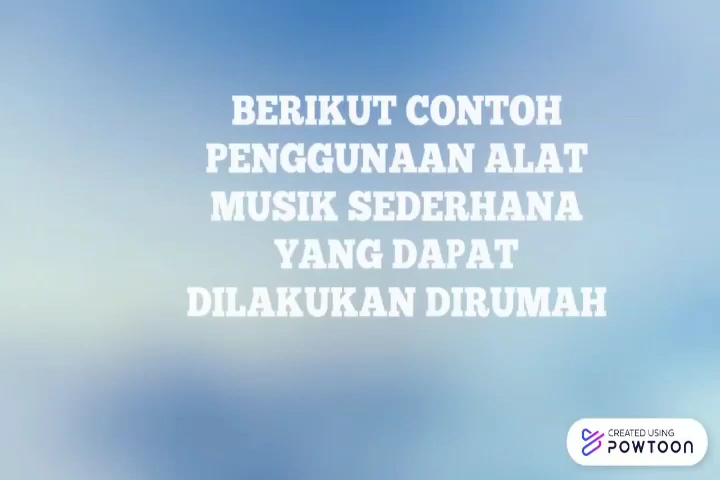 BERIKUT CONTOH
PENGGUNAAN ALAT
MUSIK SEDERHANA
YANG DAPAT
DILAKUKAN DIRUMAH
CREATED USING
POWTOON